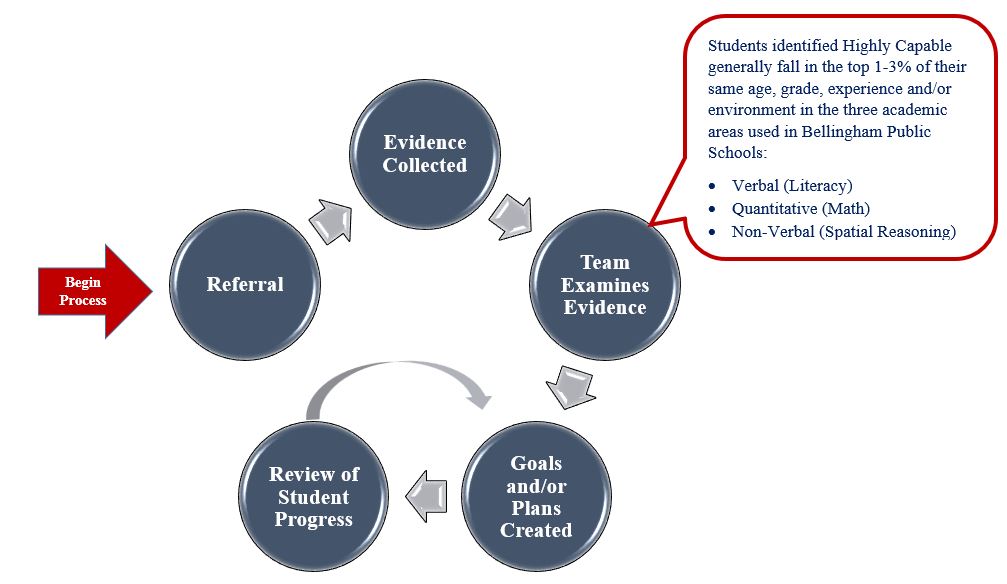 Begin
Process
Referral
Evidence
Collected
Team
Examines
Evidence
Students identified Highly Capable
generally fall in the top 1-3% of their
same age, grade, experience and/or
environment in the three academic
areas used in Bellingham Public
Schools:
• Verbal (Literacy)
• Quantitative (Math)
• Non-Verbal (Spatial Reasoning)
Goals
and/or
Plans
Created
Review of
Student
Progress